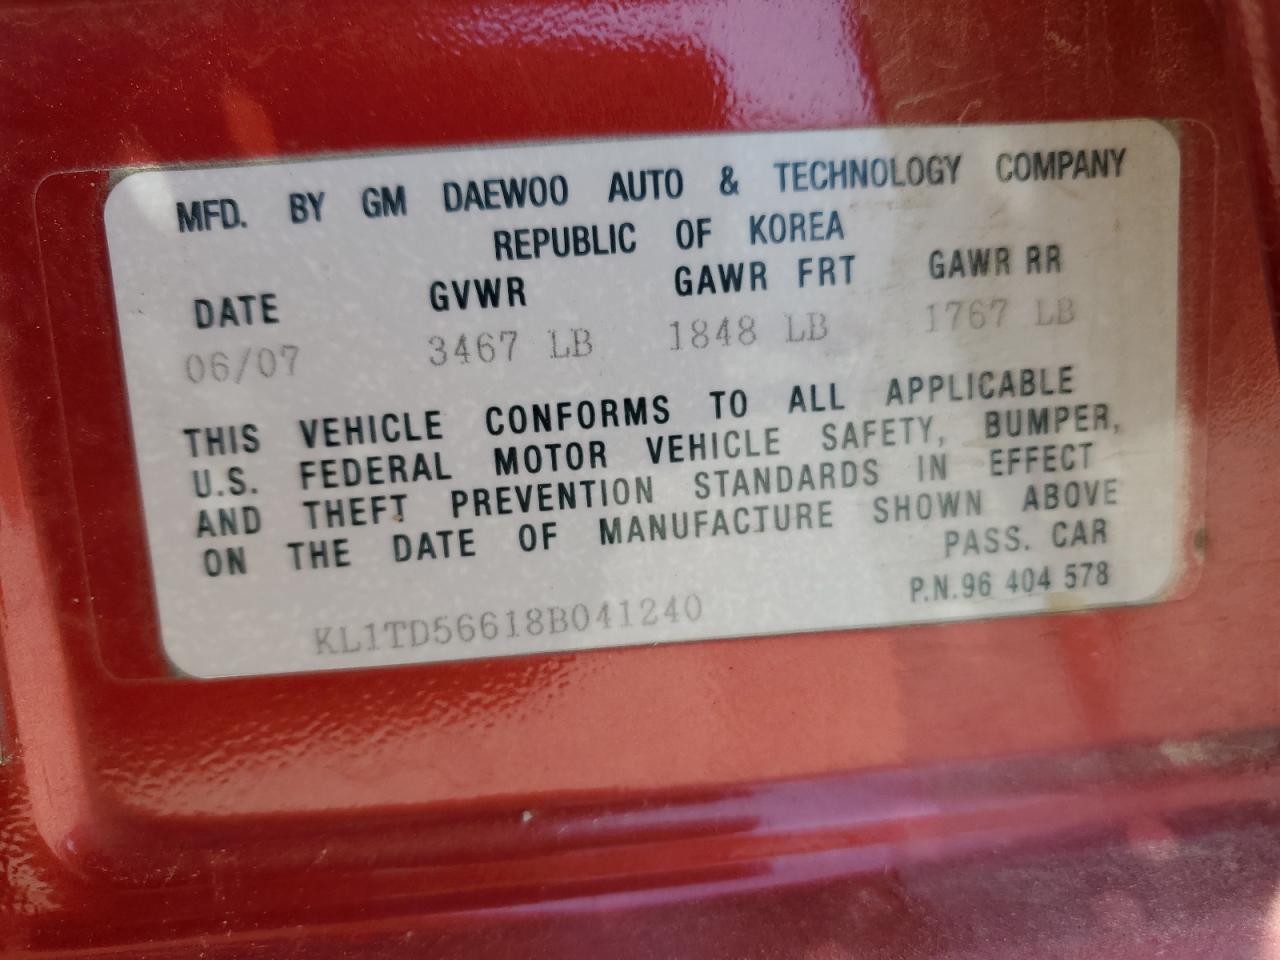 MFD. BY GM DAEWOO AUTO & TECHNOLOGY COMPANY
REPUBLIC OF KOREA
DATE GVWR GAWR FRT GAWR RR
06/07 3467 LB 1848 LB 1767 LB
THIS VEHICLE CONFORMS TO ALL APPLICABLE
U.S. FEDERAL MOTOR VEHICLE SAFETY, BUMPER,
AND THEFT PREVENTION STANDARDS IN EFFECT
ON THE DATE OF MANUFACTURE SHOWN ABOVE
PASS. CAR
KL1TD56618B041240 P.N.96 404 578